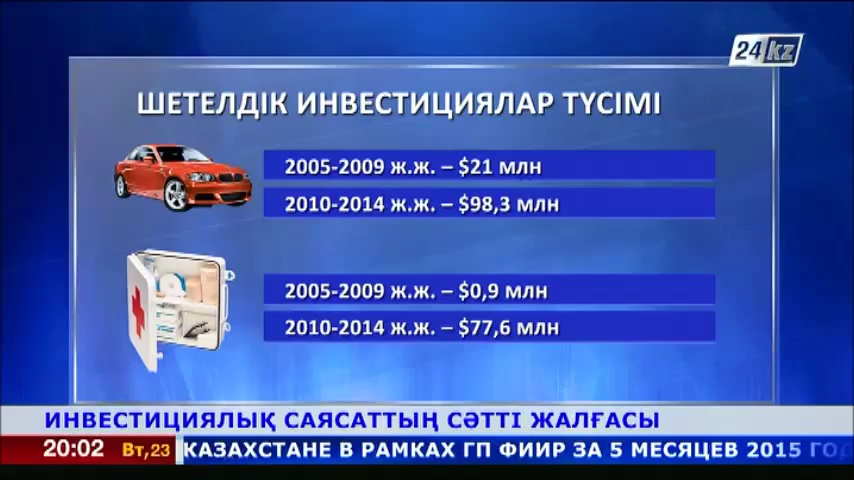 24kz
ШЕТЕЛДІК ИНВЕСТИЦИЯЛАР ТҮСІМІ
2005-2009 ж.ж. – $21 млн
2010-2014 ж.ж. – $98,3 млн
2005-2009 ж.ж. – $0,9 млн
2010-2014 ж.ж. – $77,6 млн
ИНВЕСТИЦИЯЛЫҚ САЯСАТТЫҢ СӘТТІ ЖАЛҒАСЫ
20:02 Вт,23 КАЗАХСТАНЕ В РАМКАХ ГП ФИИР ЗА 5 МЕСЯЦЕВ 2015 ГОД